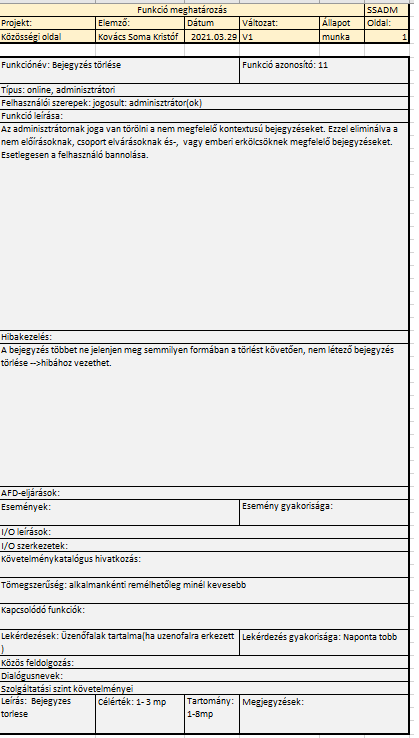 Funkció meghatározás SSADM
Projekt: Elemző: Dátum Változat: Állapot Oldal:
Közösségi oldal Kovács Soma Kristóf 2021.03.29 V1 munka 1
Funkciónév: Bejegyzés törlése Funkció azonosító: 11
Típus: online, adminisztrátori
Felhasználói szerepek: jogosult: adminisztrátor(ok)
Funkció leírása:
Az adminisztrátornak joga van törölni a nem megfelelő kontextusú bejegyzéseket. Ezzel eliminálva a
nem előírásoknak, csoport elvárásoknak és-, vagy emberi erkölcsöknek megfelelő bejegyzéseket.
Esetlegesen a felhasználó bannolása.
Hibakezelés:
A bejegyzés többet ne jelenjen meg semmilyen formában a törlést követően, nem létező bejegyzés
törlése -->hibához vezethet.
AFD-eljárások:
Események: Esemény gyakorisága:
I/O leírások:
I/O szerkezetek:
Követelménykatalógus hivatkozás:
Tömegszerűség: alkalmankénti remélhetőleg minél kevesebb
Kapcsolódó funkciók:
Lekérdezések: Üzenőfalak tartalma(ha uzenofalra erkezett Lekérdezés gyakorisága: Naponta tobb
)
Közös feldolgozás:
Dialógusnevek:
Szolgáltatási szint követelményei
Leírás: Bejegyzes Célérték: 1- 3 mp Tartomány: Megjegyzések:
torlese 1-8mp